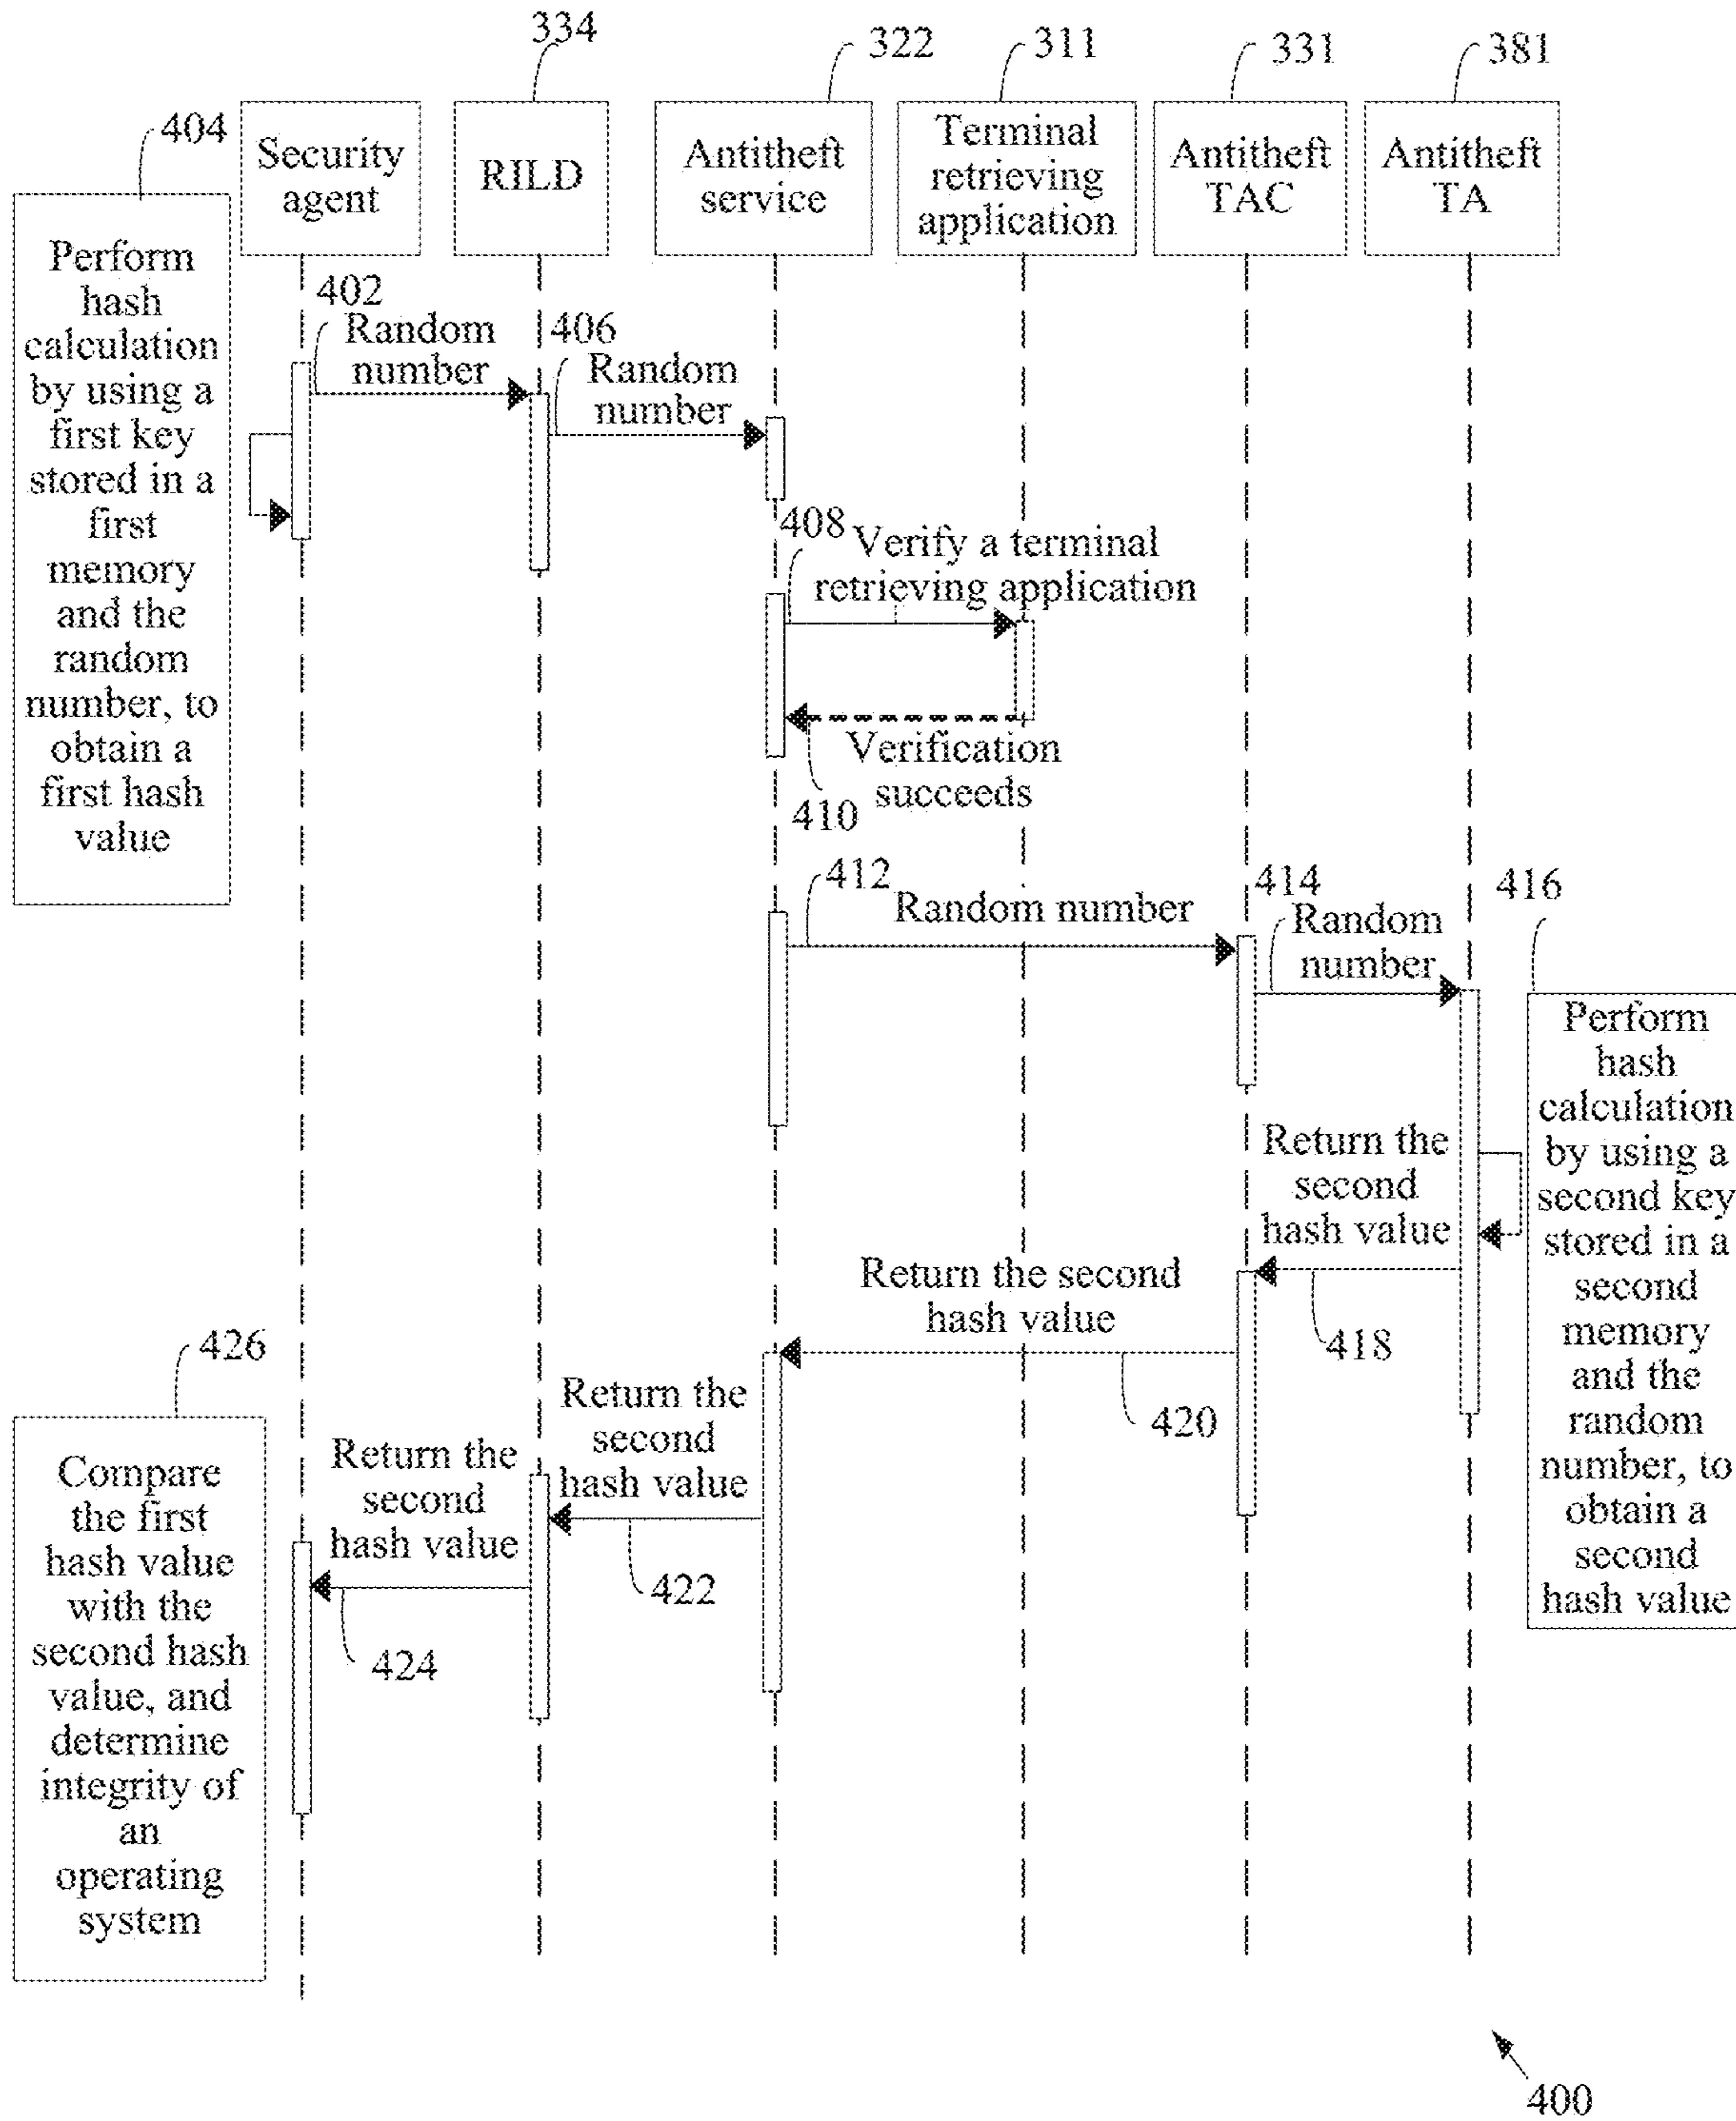 334
322
311
331
381
404
Security
agent
RILD
Antitheft
service
Terminal
retrieving
application
Antitheft
TAC
Antitheft
TA
Perform
hash
calculation
by using a
first key
stored in a
first
memory
and the
random
number, to
obtain a
first hash
value
402
Random
number
406
Random
number
408
Verify a terminal
retrieving application
Verification
succeeds
410
412
Random number
414
Random
number
416
Perform
hash
calculation
by using a
second key
stored in a
second
memory
and the
random
number, to
obtain a
second
hash value
Return the
second
hash value
418
Return the second
hash value
420
Return the
second
hash value
422
Return the
second
hash value
424
426
Compare
the first
hash value
with the
second hash
value, and
determine
integrity of
an
operating
system
400